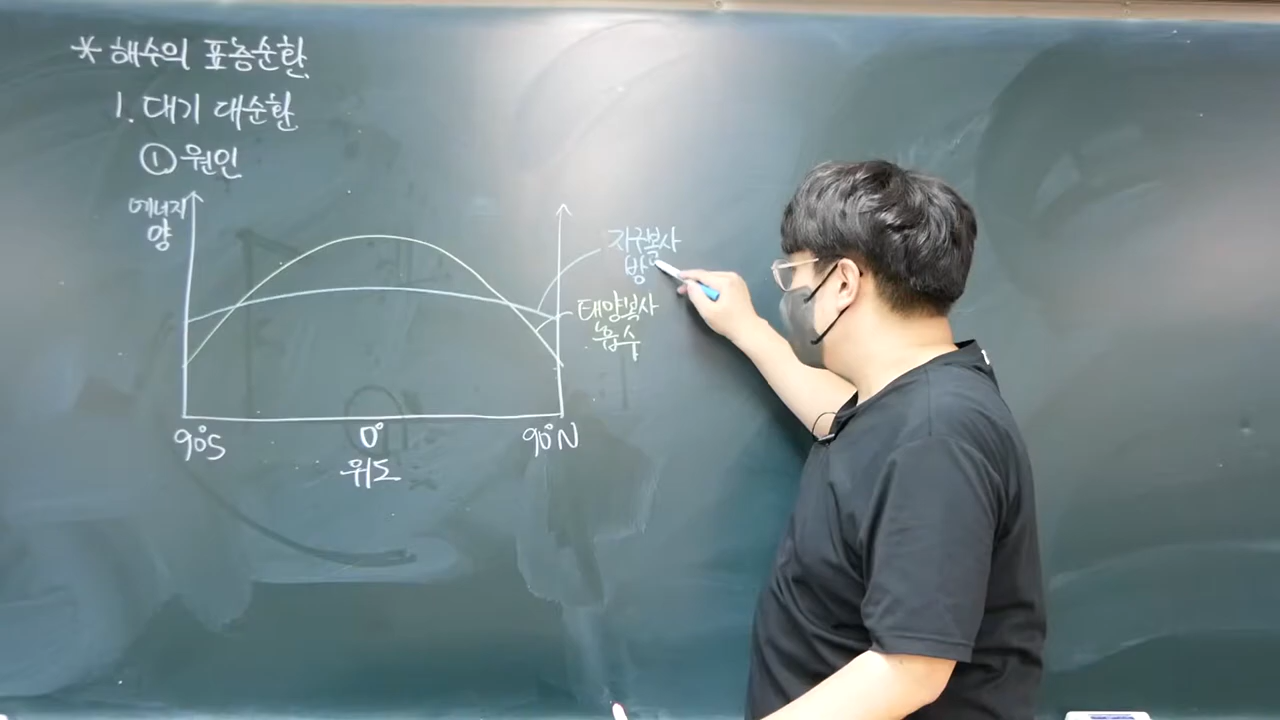 * 해수의 표층순환
1. 대기 대순환
① 원인
에너지
양
지구복사
방
태양복사
흡수
90°S
0°
90°N
위도